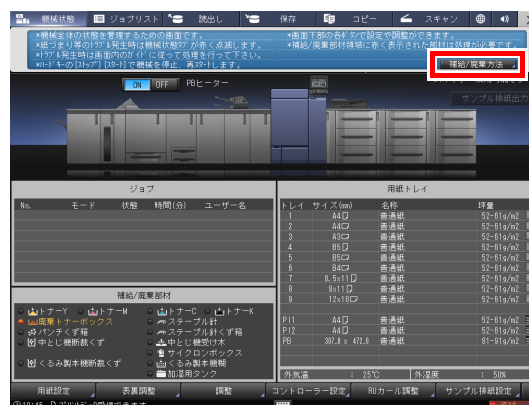 機械状態 ジョブリスト 読出し 保存 コピー スキャン
*機械全体の状態を管理するための画面です。 *画面下部の各ボタンで設定や調整ができます。
*紙づまり等のトラブル発生時は機械状態タブが赤く点滅します。 *補給/廃棄部材領域に赤く表示された部材は処理が必要です。
*トラブル発生時は画面内のガイドに従って処理を行って下さい。
*ハードキーの[ストップ][スタート]で機械を停止、再スタートします。
補給/廃棄方法
ON OFF PBヒーター
サンプル排紙出力
ジョブ
No. モード 状態 時間(分) ユーザー名
用紙トレイ
トレイ サイズ(mm) 名称 坪量
1 A4 普通紙 52-61g/m2
2 A4 普通紙 52-61g/m2
3 A3 普通紙 52-61g/m2
4 B5 普通紙 52-61g/m2
5 B5 普通紙 52-61g/m2
6 B4 普通紙 52-61g/m2
7 8.5x11 普通紙 52-61g/m2
8 9x11 普通紙 52-61g/m2
9 12x18 普通紙 52-61g/m2
PI1 A4 普通紙 52-61g/m2
PI2 A4 普通紙 52-61g/m2
PB 307.0 x 472.0 普通紙 81-91g/m2
補給/廃棄部材
トナーY トナーM トナーC トナーK
廃棄トナーボックス ステープル針
パンチくず箱 ステープル針くず箱
中とじ機断裁くず 中とじ機受け木
サイクロンボックス
くるみ製本機断裁くず くるみ製本機糊
加湿用タンク
外気温 : 25℃ 外湿度 : 50%
用紙設定 表裏調整 調整 コントローラー設定 RUカール調整 サンプル排紙設定